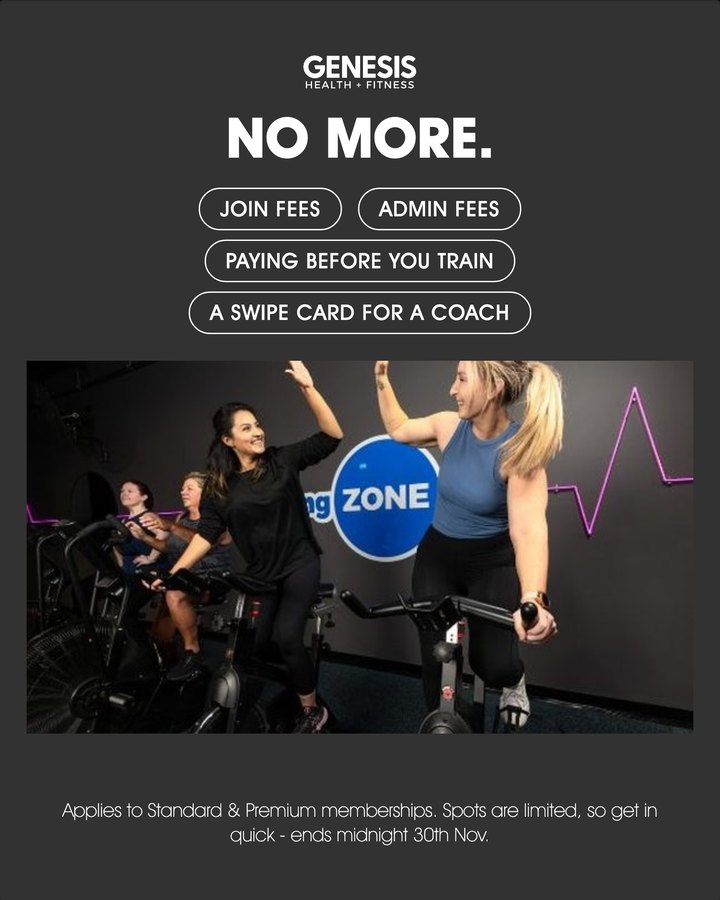 GENESIS
HEALTH + FITNESS
NO MORE.
JOIN FEES
ADMIN FEES
PAYING BEFORE YOU TRAIN
A SWIPE CARD FOR A COACH
ng ZONE
Applies to Standard & Premium memberships. Spots are limited, so get in
quick - ends midnight 30th Nov.